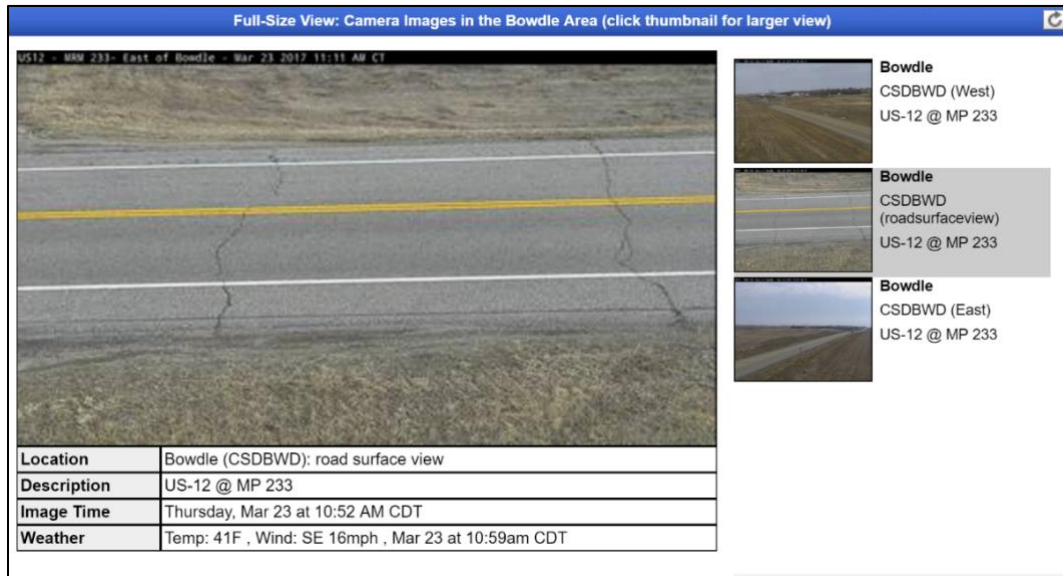 Full-Size View: Camera Images in the Bowdle Area (click thumbnail for larger view)
US12 - MRM 233- East of Bowdle - Mar 23 2017 11:11 AM CT
Location Bowdle (CSDBWD): road surface view
Description US-12 @ MP 233
Image Time Thursday, Mar 23 at 10:52 AM CDT
Weather Temp: 41F , Wind: SE 16mph , Mar 23 at 10:59am CDT
Bowdle
CSDBWD (West)
US-12 @ MP 233
Bowdle
CSDBWD
(roadsurfaceview)
US-12 @ MP 233
Bowdle
CSDBWD (East)
US-12 @ MP 233